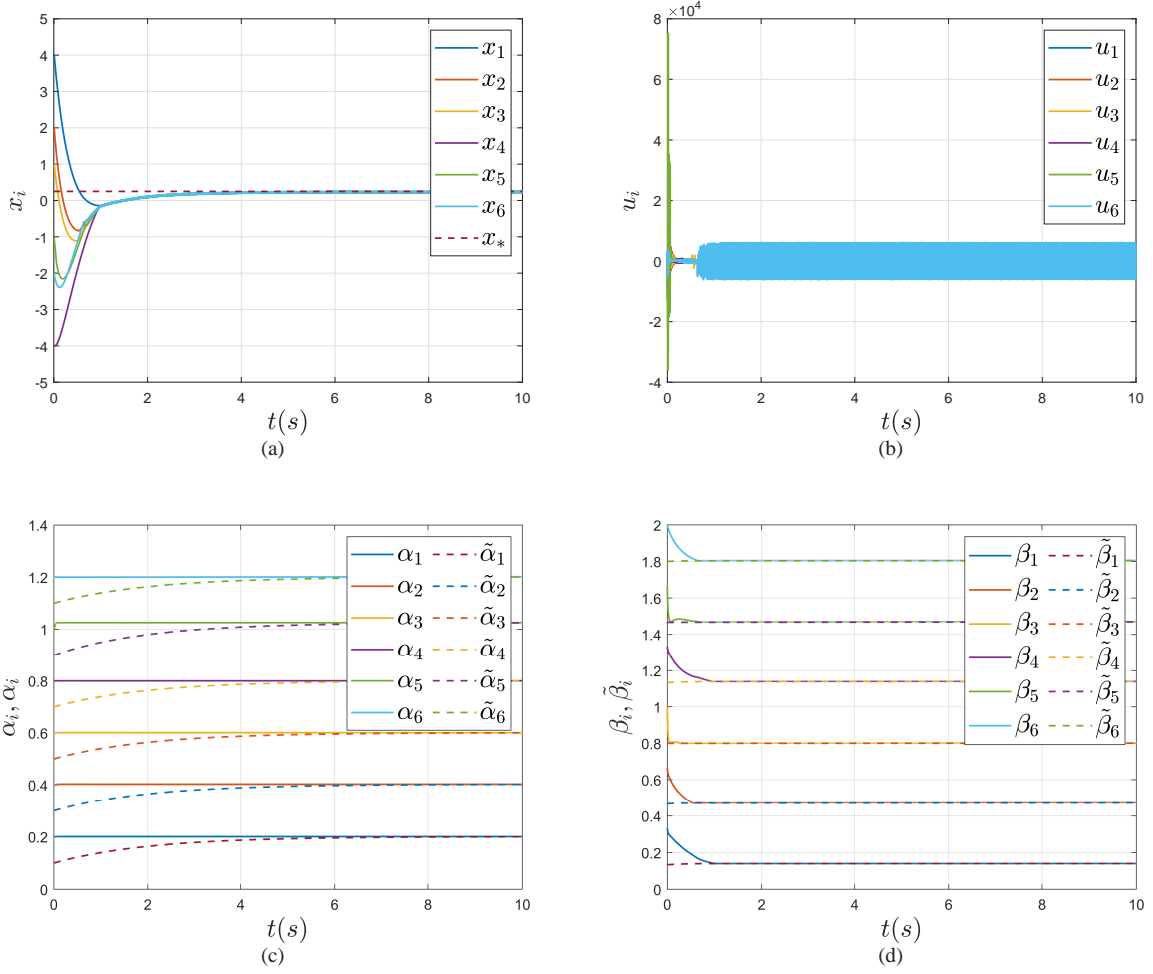 5
4
3
2
1
0
-1
-2
-3
-4
-5
x_i
0 2 4 6 8 10
t(s)
x_1
x_2
x_3
x_4
x_5
x_6
x_*
(a)
×10^4
8
6
4
2
0
-2
-4
u_i
0 2 4 6 8 10
t(s)
u_1
u_2
u_3
u_4
u_5
u_6
(b)
1.4
1.2
1
0.8
0.6
0.4
0.2
0
α_i, α_i
0 2 4 6 8 10
t(s)
α_1 α̃_1
α_2 α̃_2
α_3 α̃_3
α_4 α̃_4
α_5 α̃_5
α_6 α̃_6
(c)
2
1.8
1.6
1.4
1.2
1
0.8
0.6
0.4
0.2
0
β_i, β̃_i
0 2 4 6 8 10
t(s)
β_1 β̃_1
β_2 β̃_2
β_3 β̃_3
β_4 β̃_4
β_5 β̃_5
β_6 β̃_6
(d)